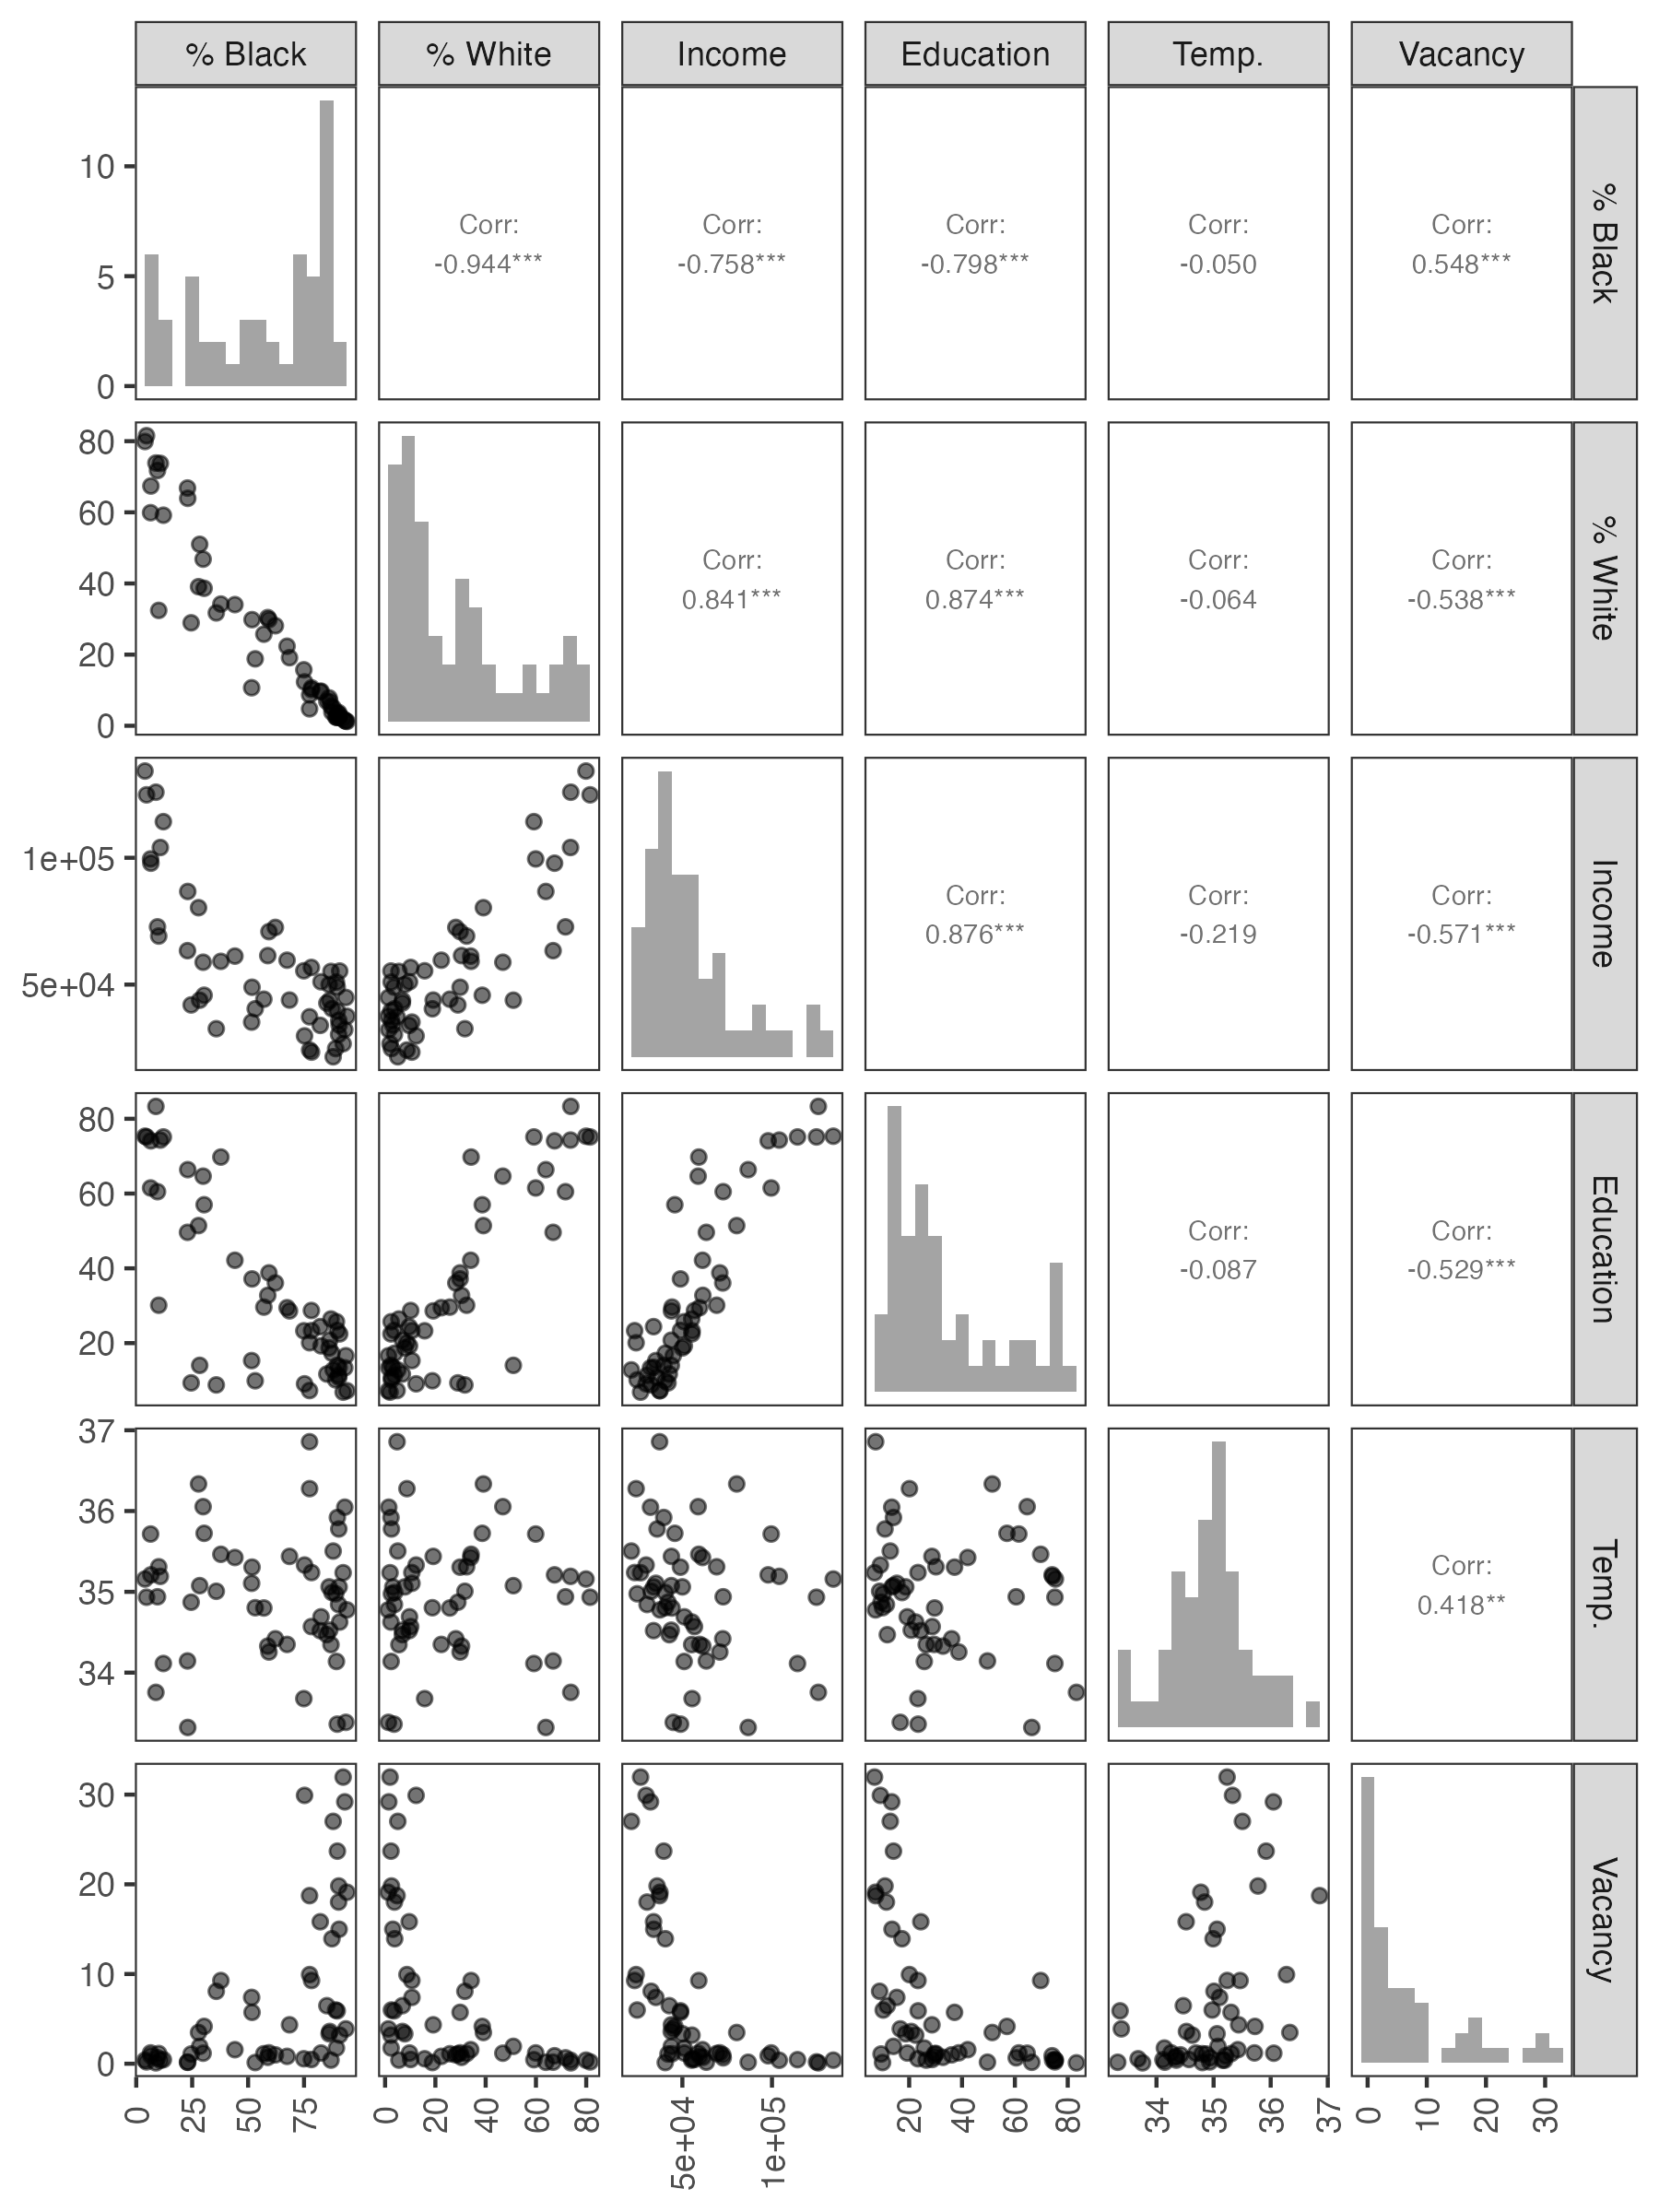 % Black % White Income Education Temp. Vacancy
10
5
0
Corr: Corr: Corr: Corr: Corr:
-0.944*** -0.758*** -0.798*** -0.050 0.548***
% Black
80
60
40
20
0
Corr: Corr: Corr: Corr:
0.841*** 0.874*** -0.064 -0.538***
% White
1e+05
5e+04
Corr: Corr: Corr:
0.876*** -0.219 -0.571***
Income
80
60
40
20
Corr: Corr:
-0.087 -0.529***
Education
37
36
35
34
Corr:
0.418**
Temp.
30
20
10
0
Vacancy
0 25 50 75 0 20 40 60 80 5e+04 1e+05 20 40 60 80 34 35 36 37 0 10 20 30